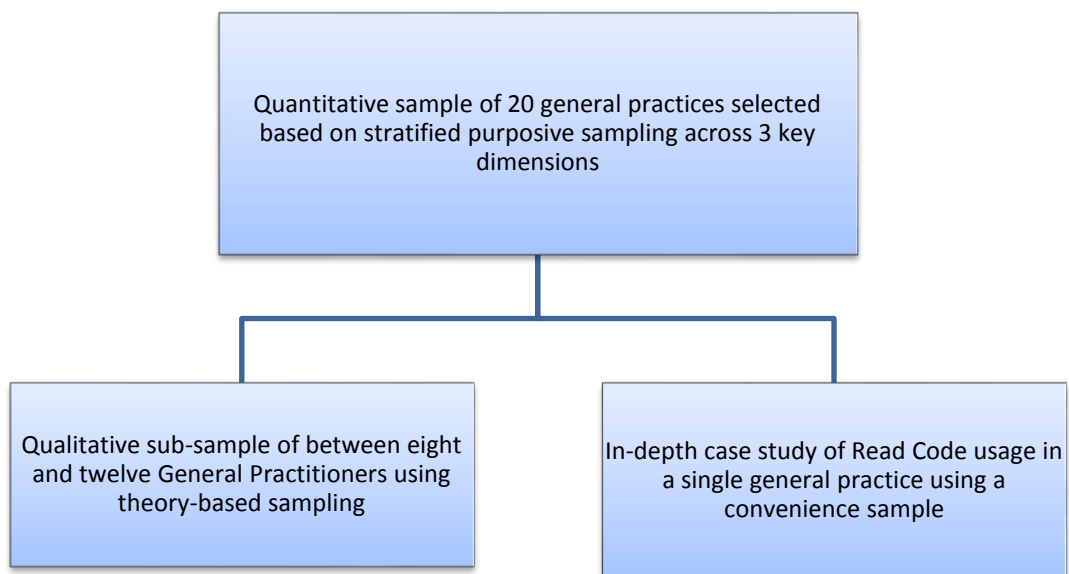 Quantitative sample of 20 general practices selected
based on stratified purposive sampling across 3 key
dimensions
Qualitative sub-sample of between eight
and twelve General Practitioners using
theory-based sampling
In-depth case study of Read Code usage in
a single general practice using a
convenience sample